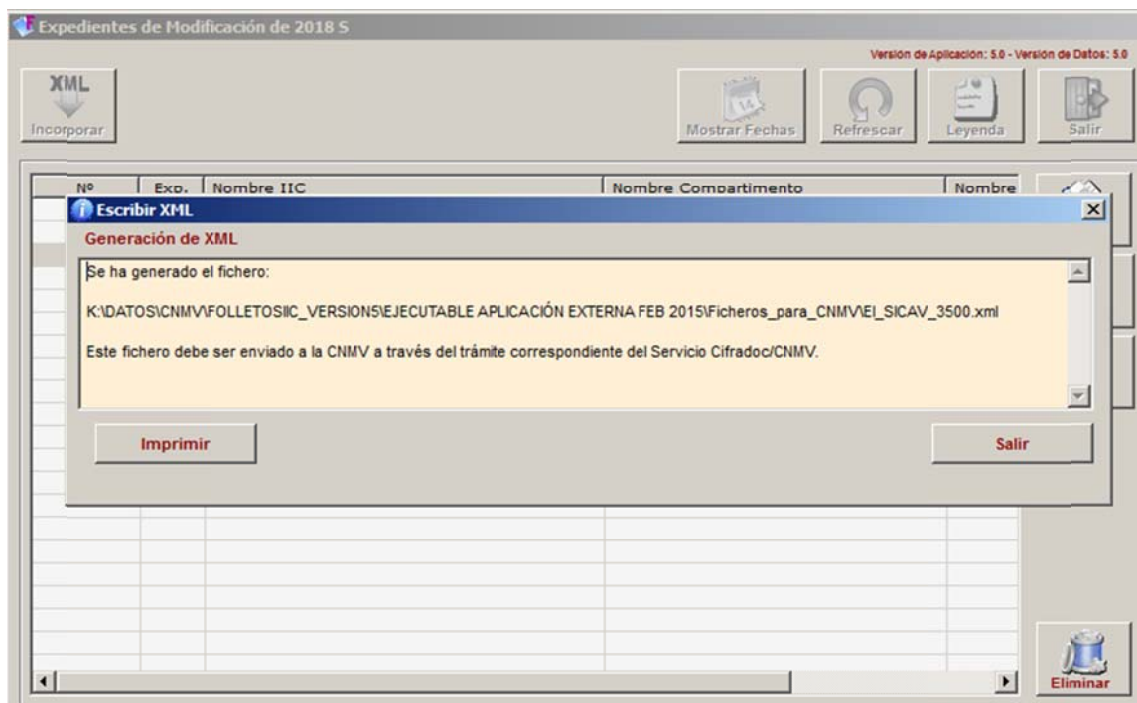 Expedientes de Modificación de 2018 S
Versión de Aplicación: 5.0 - Versión de Datos: 5.0
XML
Incorporar
Mostrar Fechas
Refrescar
Leyenda
Salir
Nº Exp. Nombre IIC Nombre Compartimento Nombre
Escribir XML
Generación de XML
Se ha generado el fichero:
K:\DATOS\CNMV\FOLLETOSIIC_VERSION5\EJECUTABLE APLICACIÓN EXTERNA FEB 2015\Ficheros_para_CNMV\EI_SICAV_3500.xml
Este fichero debe ser enviado a la CNMV a través del trámite correspondiente del Servicio Cifradoc/CNMV.
Imprimir
Salir
Eliminar